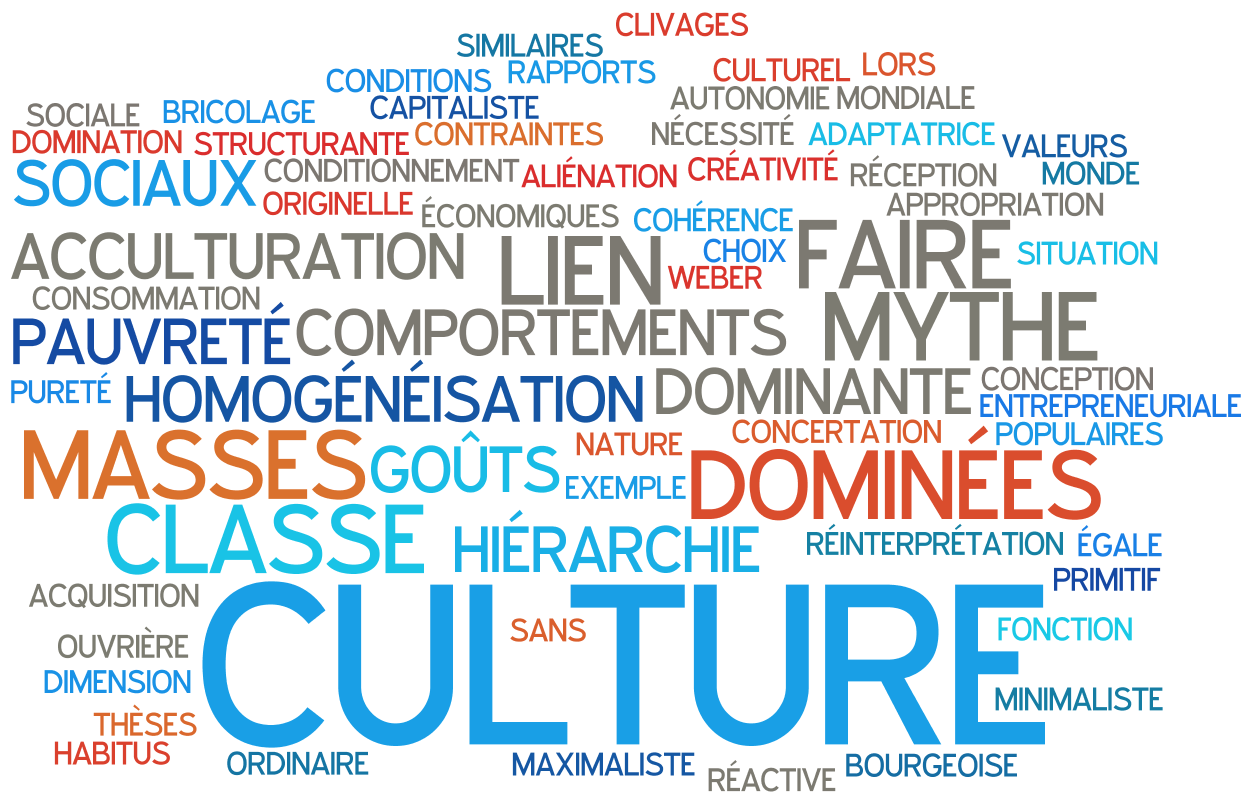 CLIVAGES
SIMILAIRES
CONDITIONS RAPPORTS CULTUREL LORS
SOCIALE BRICOLAGE CAPITALISTE AUTONOMIE MONDIALE
DOMINATION STRUCTURANTE CONTRAINTES NÉCESSITÉ ADAPTATRICE VALEURS
SOCIAUX CONDITIONNEMENT ALIÉNATION CRÉATIVITÉ RÉCEPTION MONDE
ORIGINELLE ÉCONOMIQUES COHÉRENCE APPROPRIATION
ACCULTURATION LIEN CHOIX FAIRE SITUATION
WEBER
CONSOMMATION
PAUVRETÉ COMPORTEMENTS MYTHE
PURETÉ HOMOGÉNÉISATION DOMINANTE CONCEPTION
ENTREPRENEURIALE
MASSES GOÛTS NATURE CONCERTATION POPULAIRES
EXEMPLE DOMINÉES
CLASSE HIÉRARCHIE RÉINTERPRÉTATION ÉGALE
PRIMITIF
ACQUISITION CULTURE
SANS FONCTION
OUVRIÈRE
DIMENSION MINIMALISTE
THÈSES
HABITUS
ORDINAIRE MAXIMALISTE RÉACTIVE BOURGEOISE